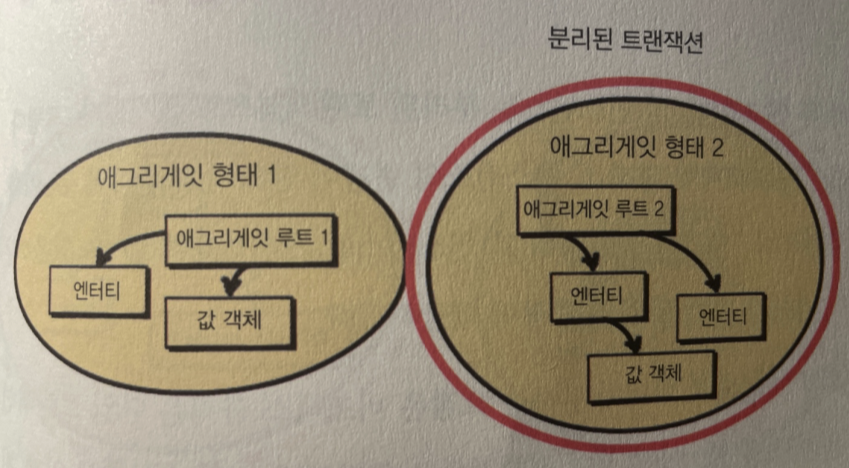 분리된 트랜잭션
애그리게잇 형태 1
애그리게잇 루트 1
엔터티
값 객체
애그리게잇 형태 2
애그리게잇 루트 2
엔터티
엔터티
값 객체